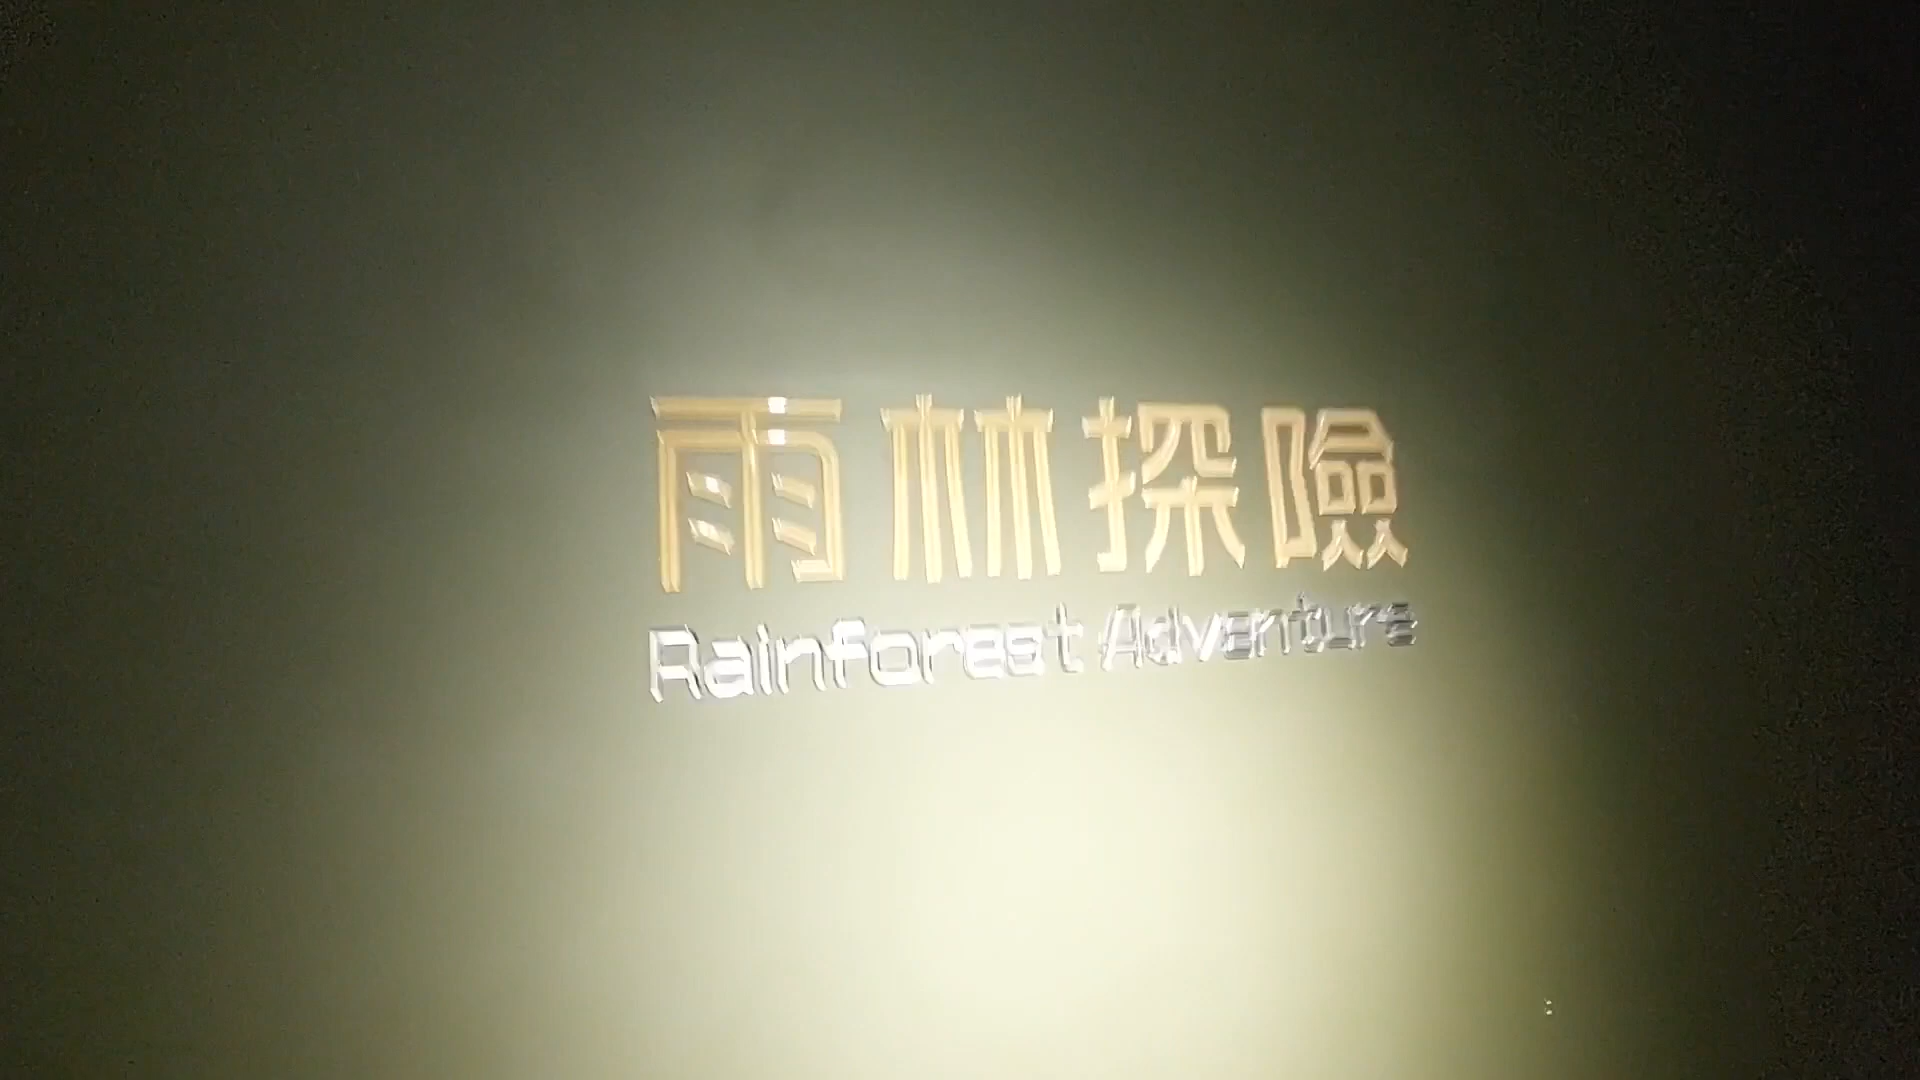 雨林探險
Rainforest Adventure